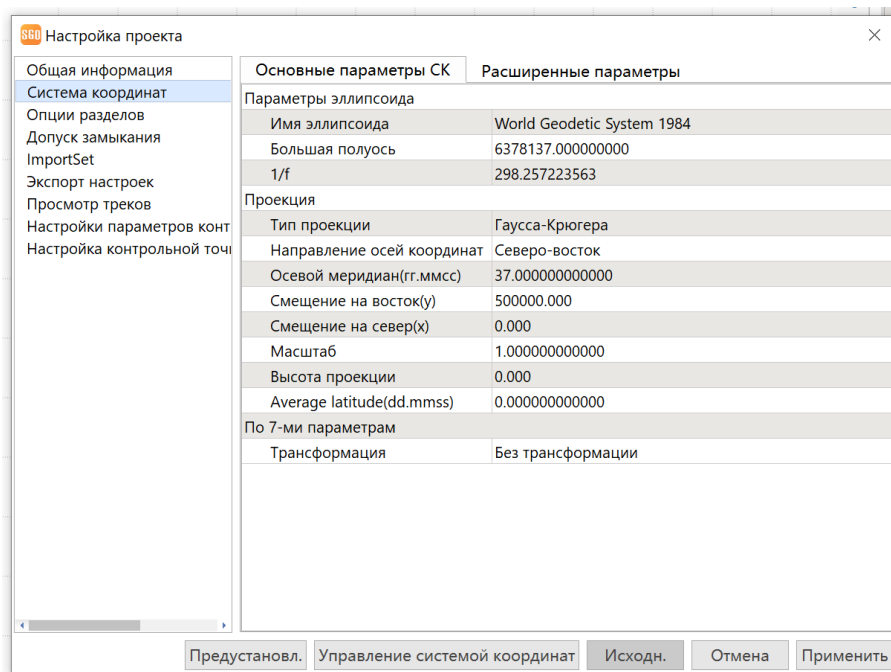 SGO Настройка проекта
Общая информация
Система координат
Опции разделов
Допуск замыкания
ImportSet
Экспорт настроек
Просмотр треков
Настройки параметров конт
Настройка контрольной точ
Основные параметры СК Расширенные параметры
Параметры эллипсоида
Имя эллипсоида World Geodetic System 1984
Большая полуось 6378137.000000000
1/f 298.257223563
Проекция
Тип проекции Гаусса-Крюгера
Направление осей координат Северо-восток
Осевой меридиан(гг.ммсс) 37.000000000000
Смещение на восток(y) 500000.000
Смещение на север(x) 0.000
Масштаб 1.000000000000
Высота проекции 0.000
Average latitude(dd.mmss) 0.000000000000
По 7-ми параметрам
Трансформация Без трансформации
Предустановл. Управление системой координат Исходн. Отмена Применить